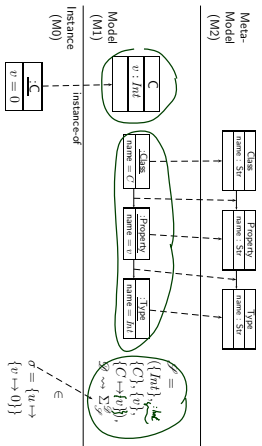 Meta-
Model
(M2)
Class
name : Str
Property
name : Str
Type
name : Str
Model
(M1)
C
v : Int
:Class
name = C
:Property
name = v
:Type
name = Int
𝒮 =
({Int},
{C}, {v},
{C ↦ {v}}),
𝒟 ⇝ Σ
Instance
(M0)
instance-of
:C
v = 0
∈
σ = {u ↦
{v ↦ 0}}